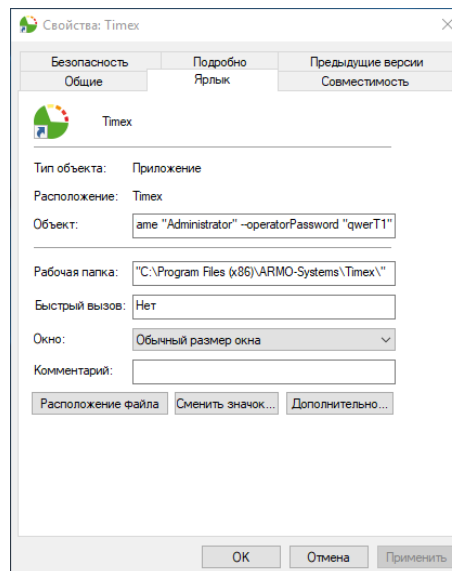 Свойства: Timex
Безопасность Подробно Предыдущие версии
Общие Ярлык Совместимость
Timex
Тип объекта: Приложение
Расположение: Timex
Объект: ame "Administrator" --operatorPassword "qwerT1"
Рабочая папка: "C:\Program Files (x86)\ARMO-Systems\Timex\"
Быстрый вызов: Нет
Окно: Обычный размер окна
Комментарий:
Расположение файла Сменить значок... Дополнительно...
OK Отмена Применить